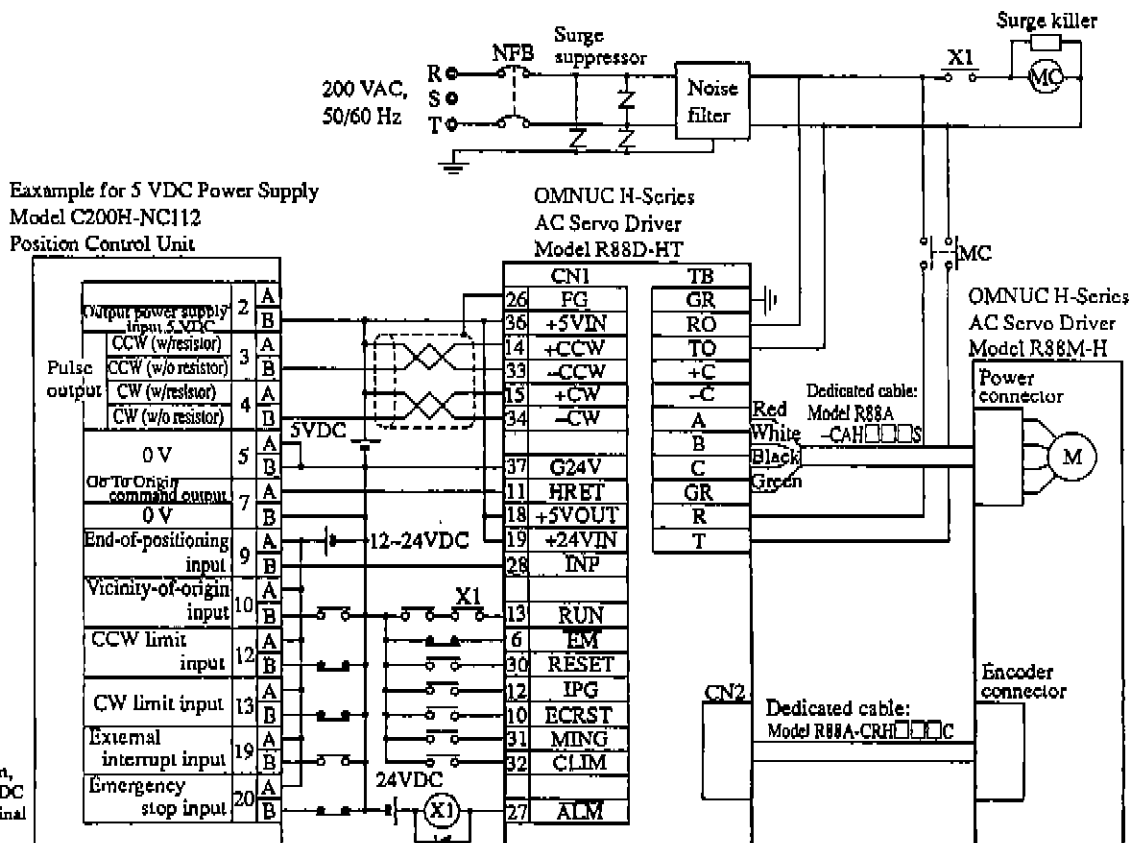 Surge killer
Surge
suppressor
NFB
X1
MC
R
S
T
200 VAC,
50/60 Hz
Noise
filter
Eaxample for 5 VDC Power Supply
Model C200H-NC112
Position Control Unit
OMNUC H-Series
AC Servo Driver
Model R88D-HT
MC
OMNUC H-Series
AC Servo Driver
Model R88M-H
Output power supply
input 5 VDC
2 A
B
Pulse
output
CCW (w/resistor) 3 A
CCW (w/o resistor) B
CW (w/resistor) 4 A
CW (w/o resistor) B
0 V 5 A
B
Go To Origin
command output 7 A
0 V B
End-of-positioning
input 9 A
B
Vicinity-of-origin
input 10 A
B
CCW limit
input 12 A
B
CW limit input 13 A
B
External
interrupt input 19 A
B
Emergency
stop input 20 A
B
5VDC
12~24VDC
X1
24VDC
X1
CN1
26 FG
36 +5VIN
14 +CCW
33 –CCW
15 +CW
34 –CW
37 G24V
11 HRET
18 +5VOUT
19 +24VIN
28 INP
13 RUN
6 EM
30 RESET
12 IPG
10 ECRST
31 MING
32 CLIM
27 ALM
TB
GR
RO
TO
+C
-C
A
B
C
GR
R
T
Red
White
Black
Green
Dedicated cable:
Model R88A
-CAH□□□S
Power
connector
M
CN2
Dedicated cable:
Model R88A-CRH□□□C
Encoder
connector
DC